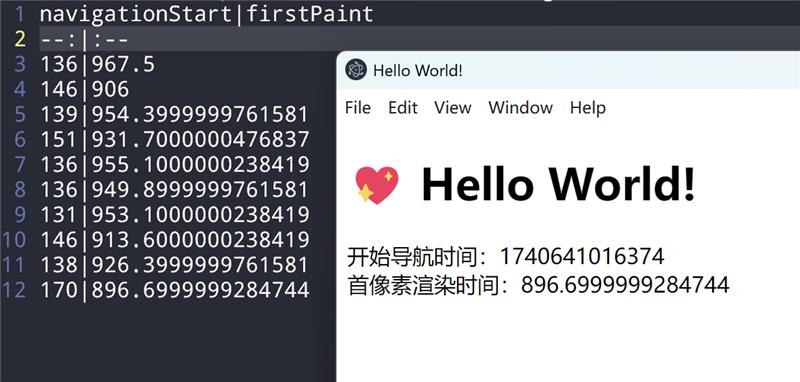 1 navigationStart|firstPaint
2 --:|:--
3 136|967.5
4 146|906
5 139|954.3999999761581
6 151|931.7000000476837
7 136|955.1000000238419
8 136|949.8999999761581
9 131|953.1000000238419
10 146|913.6000000238419
11 138|926.3999999761581
12 170|896.6999999284744
Hello World!
File Edit View Window Help
💖 Hello World!
开始导航时间：1740641016374
首像素渲染时间：896.6999999284744